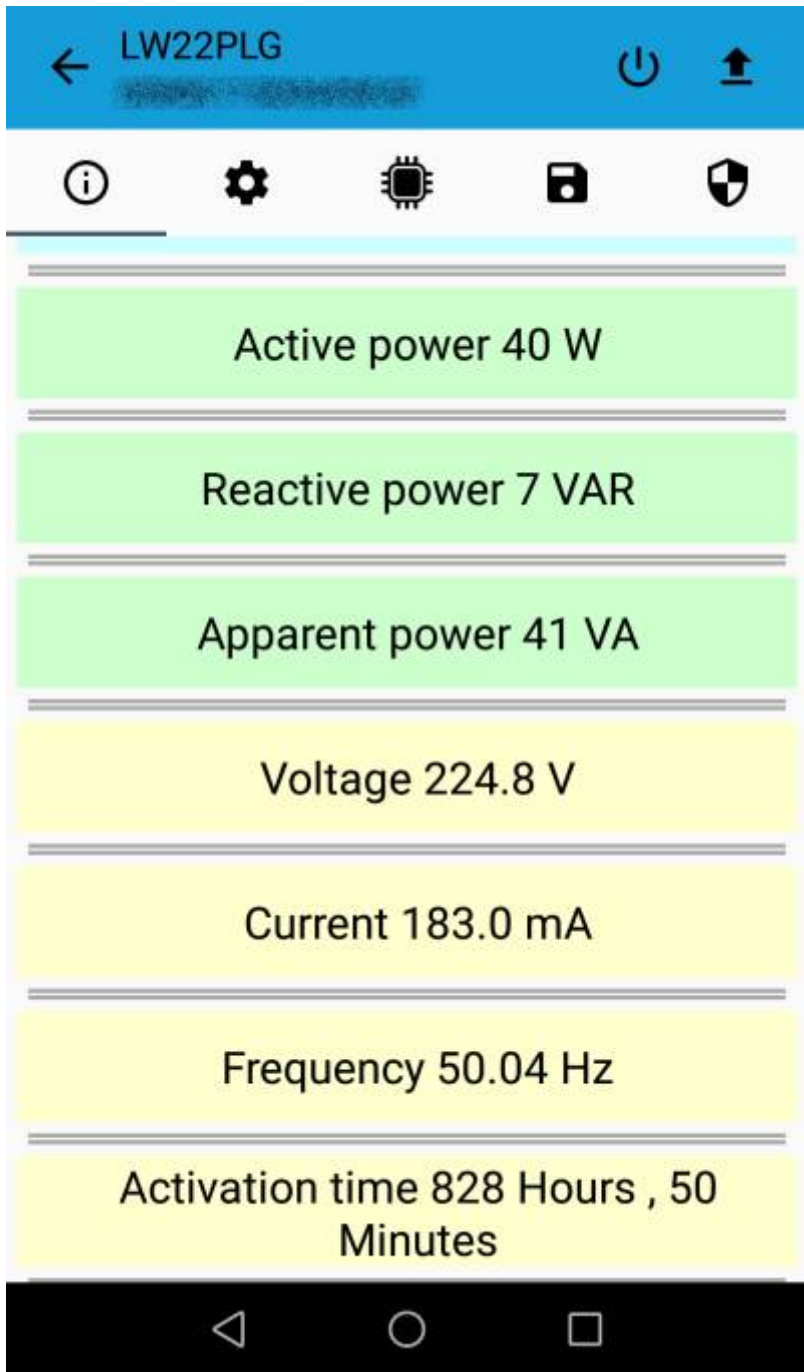 LW22PLG
Active power 40 W
Reactive power 7 VAR
Apparent power 41 VA
Voltage 224.8 V
Current 183.0 mA
Frequency 50.04 Hz
Activation time 828 Hours , 50
Minutes